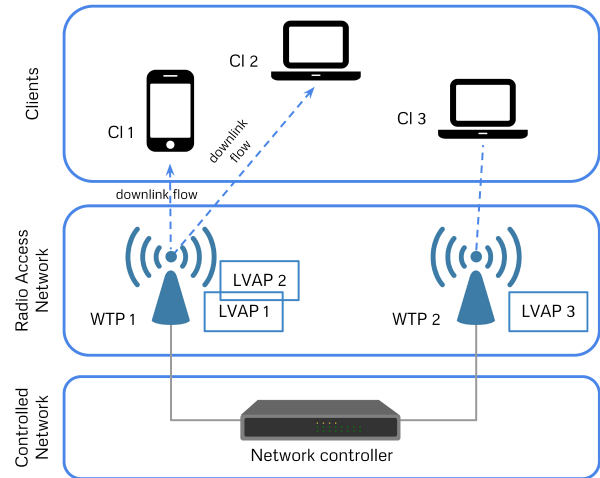 Clients
Cl 1
Cl 2
Cl 3
downlink
flow
downlink flow
Radio Access
Network
WTP 1
LVAP 2
LVAP 1
WTP 2
LVAP 3
Controlled
Network
Network controller